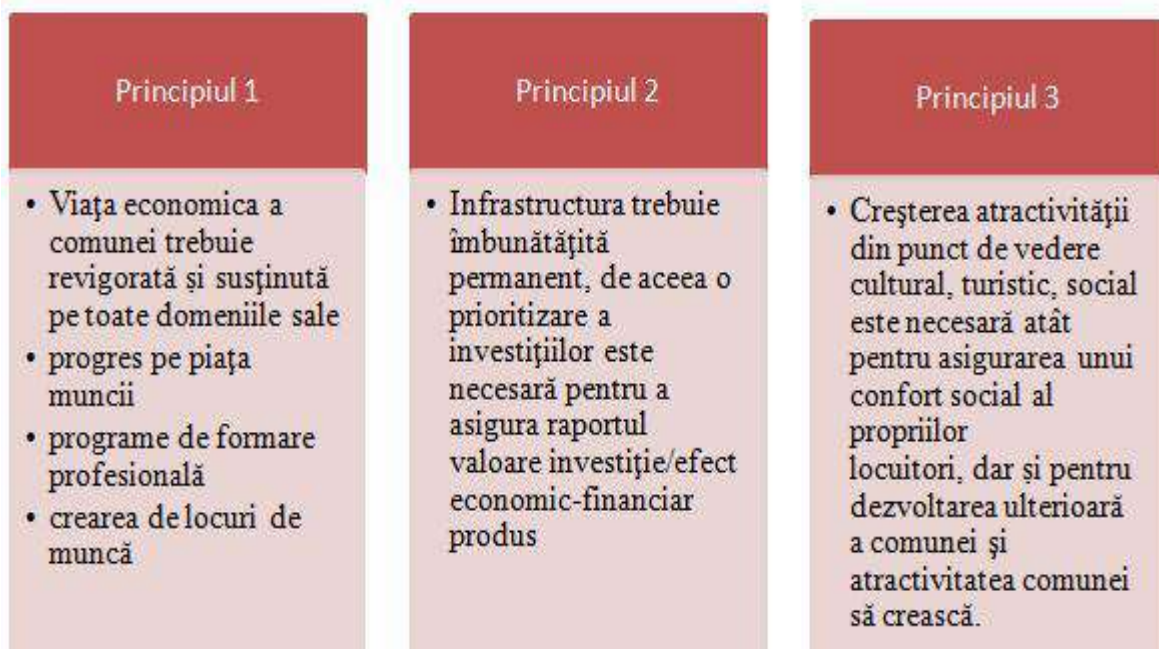 Principiul 1
• Viaţa economica a
comunei trebuie
revigorată și susţinută
pe toate domeniile sale
• progres pe piaţa
muncii
• programe de formare
profesională
• crearea de locuri de
muncă
Principiul 2
• Infrastructura trebuie
îmbunătăţită
permanent, de aceea o
prioritizare a
investiţiilor este
necesară pentru a
asigura raportul
valoare investiţie/efect
economic-financiar
produs
Principiul 3
• Creşterea atractivităţii
din punct de vedere
cultural, turistic, social
este necesară atât
pentru asigurarea unui
confort social al
propriilor
locuitori, dar și pentru
dezvoltarea ulterioară
a comunei şi
atractivitatea comunei
să crească.